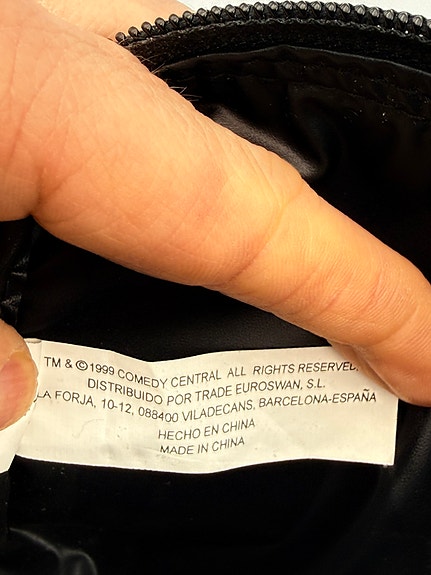 TM & ©1999 COMEDY CENTRAL ALL RIGHTS RESERVED.
DISTRIBUIDO POR TRADE EUROSWAN, S.L.
LA FORJA, 10-12, 088400 VILADECANS, BARCELONA-ESPAÑA
HECHO EN CHINA
MADE IN CHINA